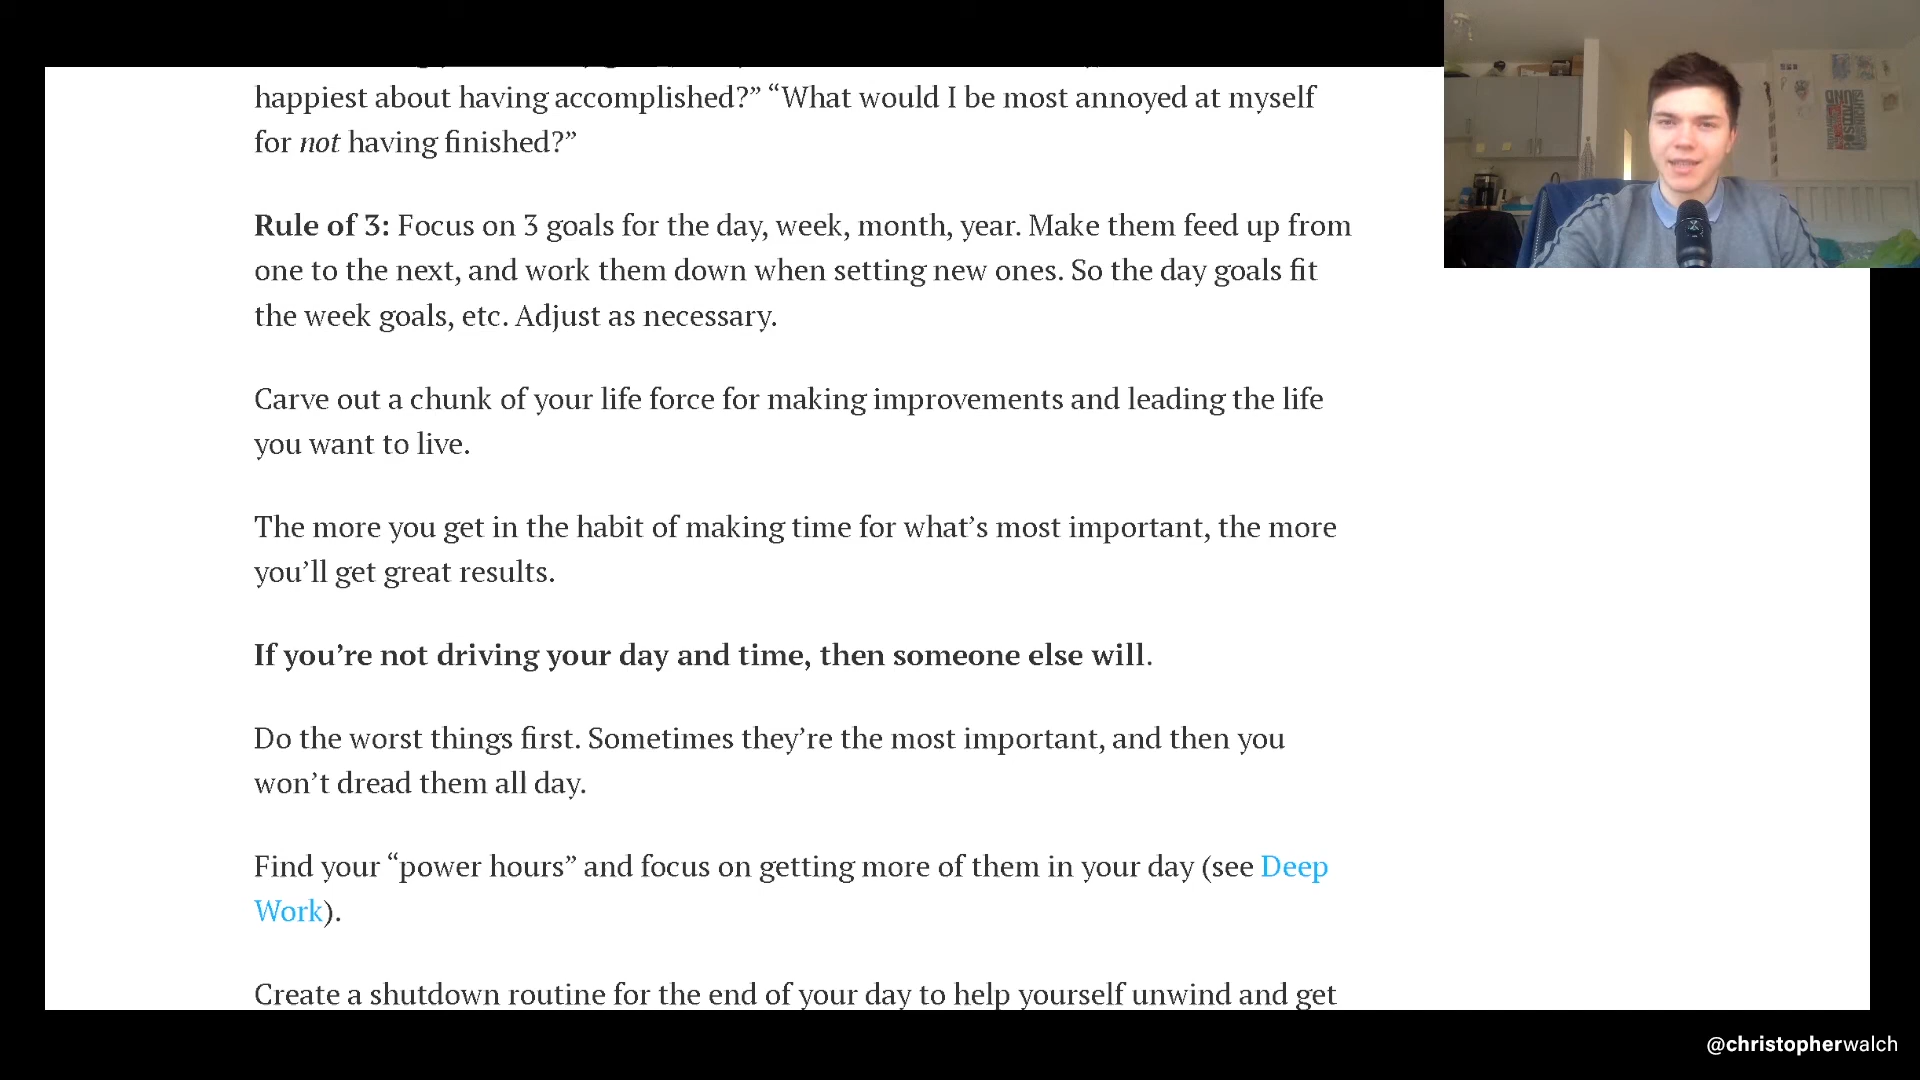 happiest about having accomplished?” “What would I be most annoyed at myself
for not having finished?”
Rule of 3: Focus on 3 goals for the day, week, month, year. Make them feed up from
one to the next, and work them down when setting new ones. So the day goals fit
the week goals, etc. Adjust as necessary.
Carve out a chunk of your life force for making improvements and leading the life
you want to live.
The more you get in the habit of making time for what’s most important, the more
you’ll get great results.
If you’re not driving your day and time, then someone else will.
Do the worst things first. Sometimes they’re the most important, and then you
won’t dread them all day.
Find your “power hours” and focus on getting more of them in your day (see Deep
Work).
Create a shutdown routine for the end of your day to help yourself unwind and get
@christopherwalch